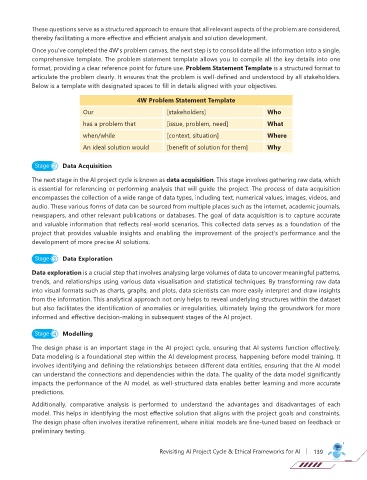 These questions serve as a structured approach to ensure that all relevant aspects of the problem are considered,
thereby facilitating a more effective and efficient analysis and solution development.
Once you've completed the 4W's problem canvas, the next step is to consolidate all the information into a single,
comprehensive template. The problem statement template allows you to compile all the key details into one
format, providing a clear reference point for future use. Problem Statement Template is a structured format to
articulate the problem clearly. It ensures that the problem is well-defined and understood by all stakeholders.
Below is a template with designated spaces to fill in details aligned with your objectives.
4W Problem Statement Template
Our [stakeholders] Who
has a problem that [issue, problem, need] What
when/while [context, situation] Where
An ideal solution would [benefit of solution for them] Why
Stage Data Acquisition
The next stage in the AI project cycle is known as data acquisition. This stage involves gathering raw data, which
is essential for referencing or performing analysis that will guide the project. The process of data acquisition
encompasses the collection of a wide range of data types, including text, numerical values, images, videos, and
audio. These various forms of data can be sourced from multiple places such as the internet, academic journals,
newspapers, and other relevant publications or databases. The goal of data acquisition is to capture accurate
and valuable information that reflects real-world scenarios. This collected data serves as a foundation of the
project that provides valuable insights and enabling the improvement of the project's performance and the
development of more precise AI solutions.
Stage Data Exploration
Data exploration is a crucial step that involves analysing large volumes of data to uncover meaningful patterns,
trends, and relationships using various data visualisation and statistical techniques. By transforming raw data
into visual formats such as charts, graphs, and plots, data scientists can more easily interpret and draw insights
from the information. This analytical approach not only helps to reveal underlying structures within the dataset
but also facilitates the identification of anomalies or irregularities, ultimately laying the groundwork for more
informed and effective decision-making in subsequent stages of the AI project.
Stage Modelling
The design phase is an important stage in the AI project cycle, ensuring that AI systems function effectively.
Data modeling is a foundational step within the AI development process, happening before model training. It
involves identifying and defining the relationships between different data entities, ensuring that the AI model
can understand the connections and dependencies within the data. The quality of the data model significantly
impacts the performance of the AI model, as well-structured data enables better learning and more accurate
predictions.
Additionally, comparative analysis is performed to understand the advantages and disadvantages of each
model. This helps in identifying the most effective solution that aligns with the project goals and constraints.
The design phase often involves iterative refinement, where initial models are fine-tuned based on feedback or
preliminary testing.
Revisiting AI Project Cycle & Ethical Frameworks for AI 139